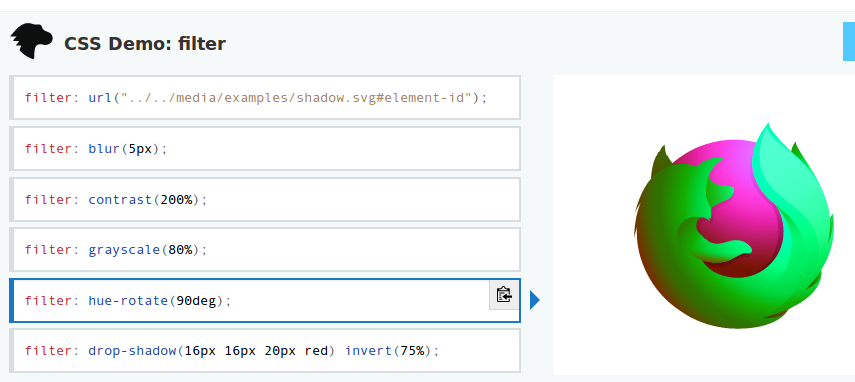 CSS Demo: filter
filter: url("../../media/examples/shadow.svg#element-id");
filter: blur(5px);
filter: contrast(200%);
filter: grayscale(80%);
filter: hue-rotate(90deg);
filter: drop-shadow(16px 16px 20px red) invert(75%);